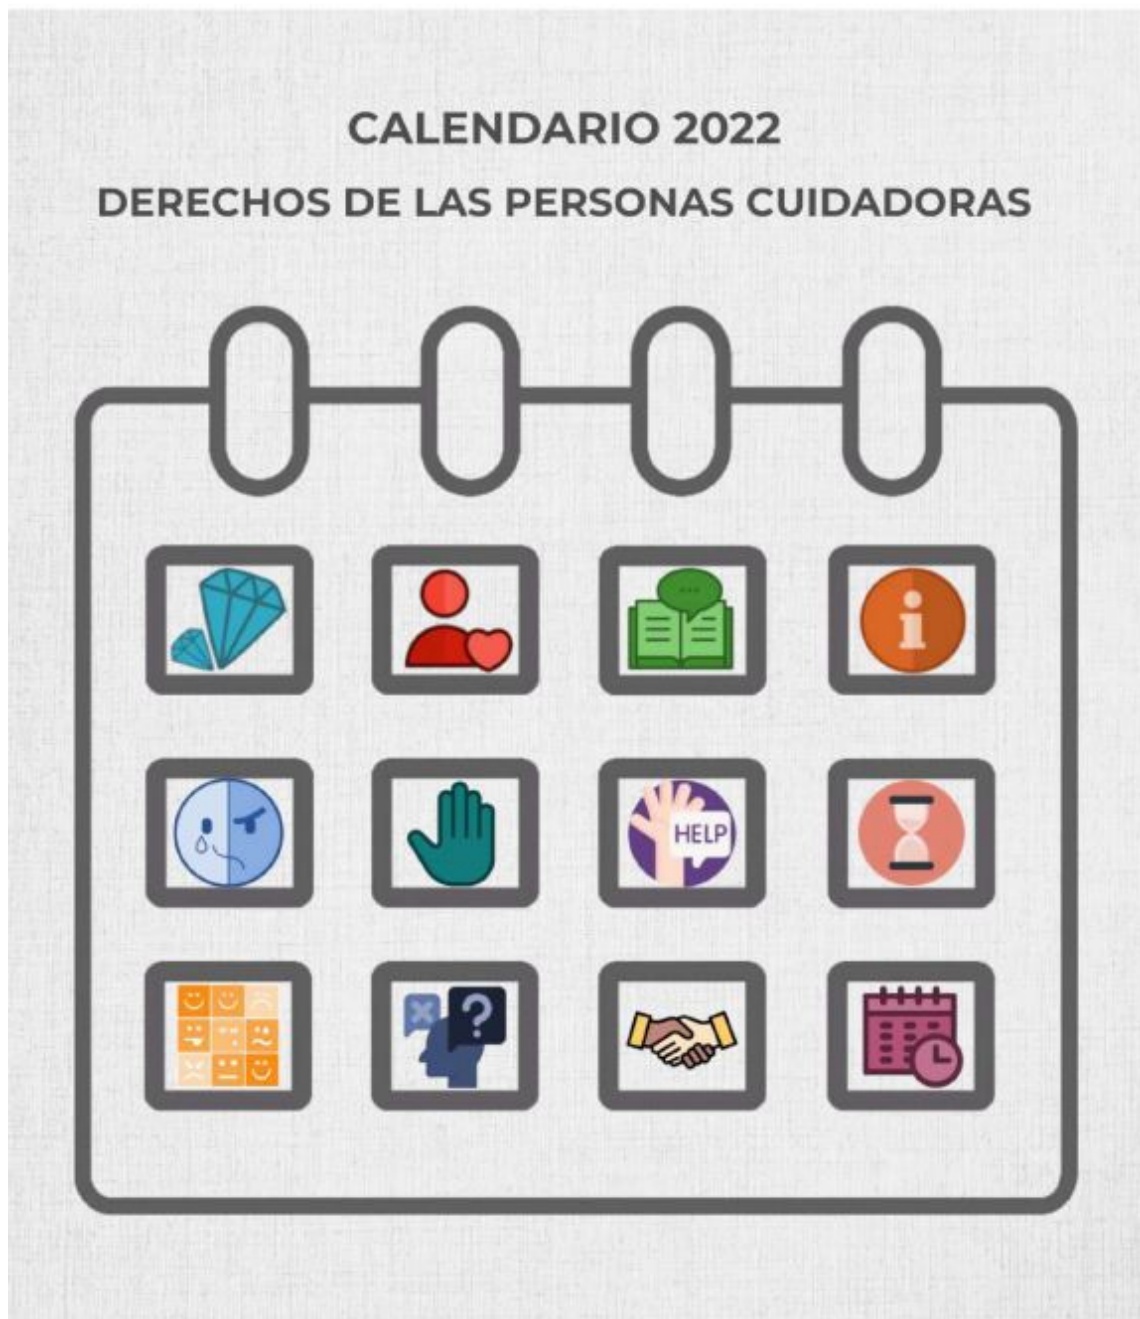 CALENDARIO 2022
DERECHOS DE LAS PERSONAS CUIDADORAS
i
HELP
?